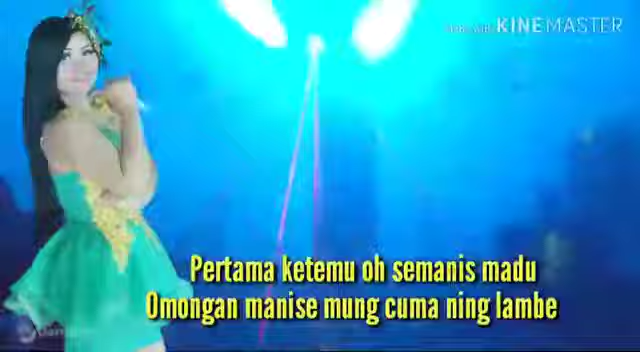 KINEMASTER
Pertama ketemu oh semanis madu
Omongan manise mung cuma ning lambe